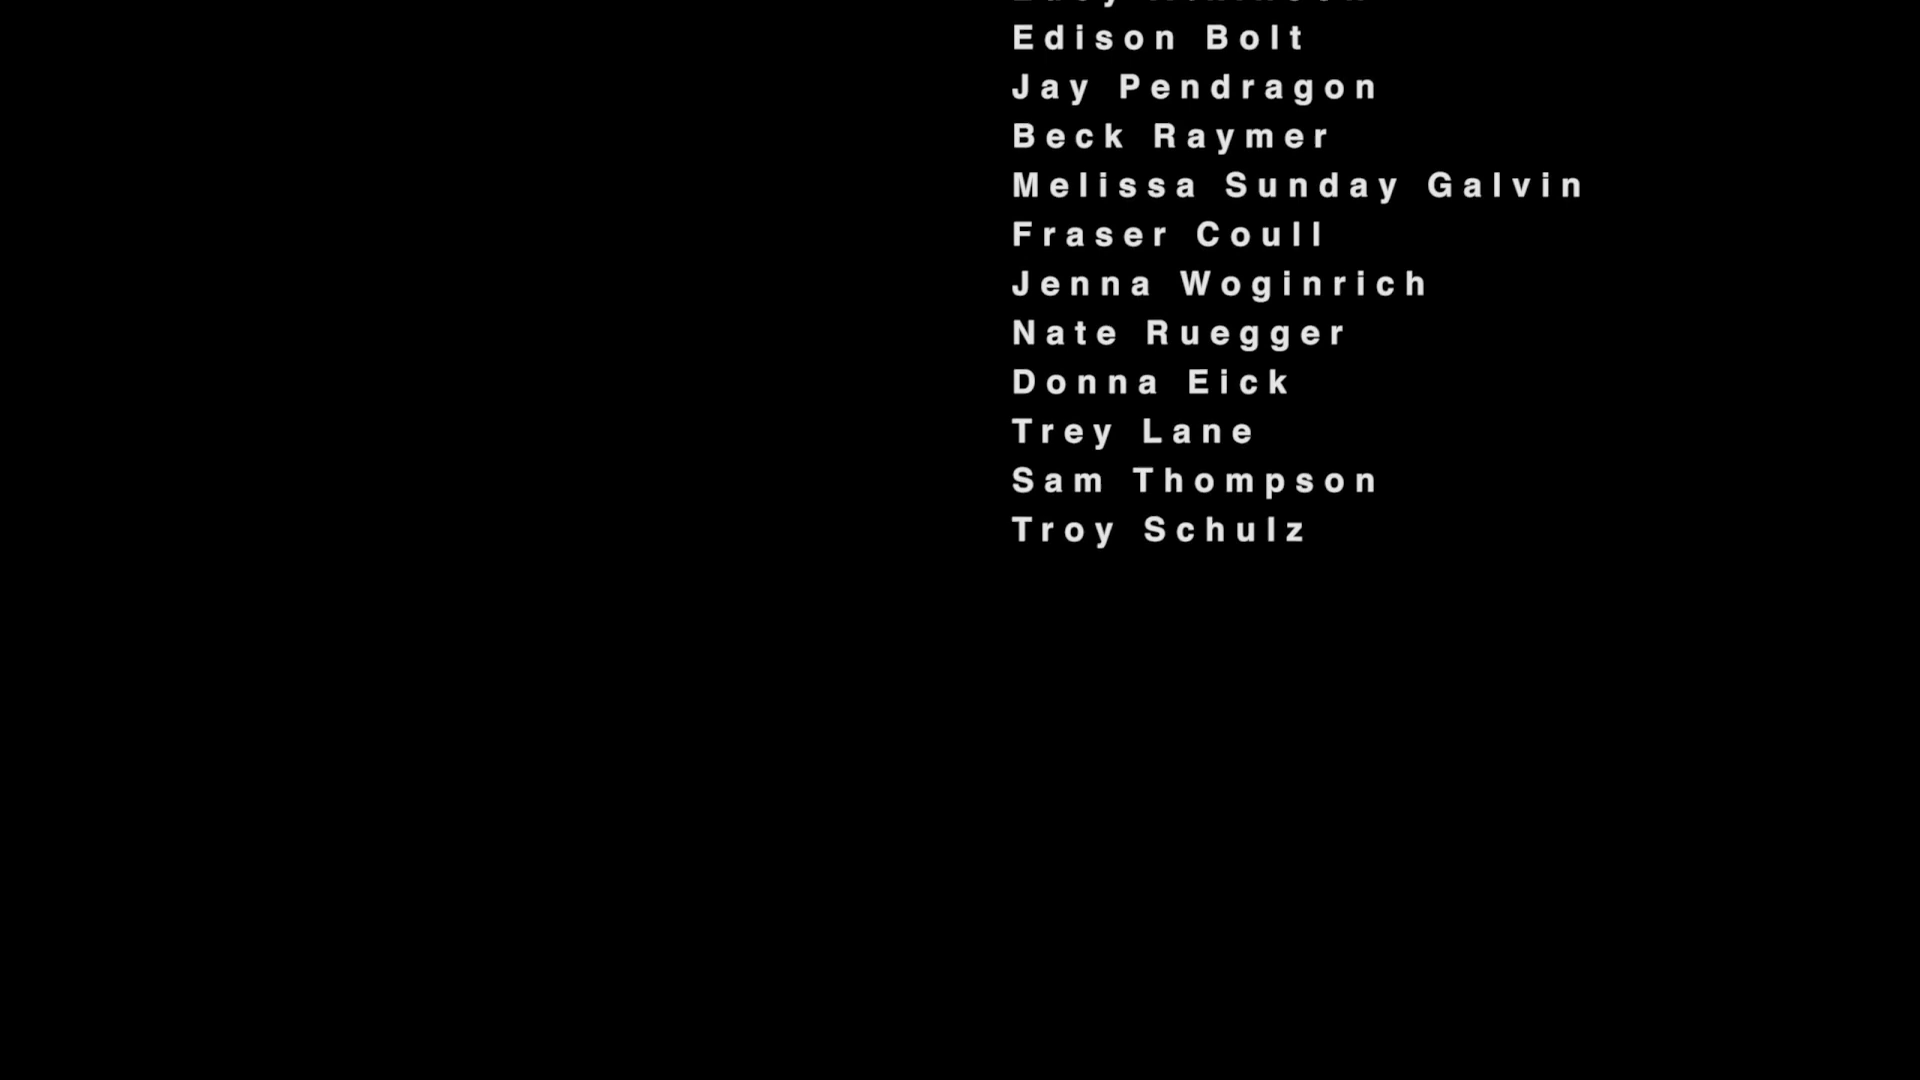 Edison Bolt
Jay Pendragon
Beck Raymer
Melissa Sunday Galvin
Fraser Coull
Jenna Woginrich
Nate Ruegger
Donna Eick
Trey Lane
Sam Thompson
Troy Schulz